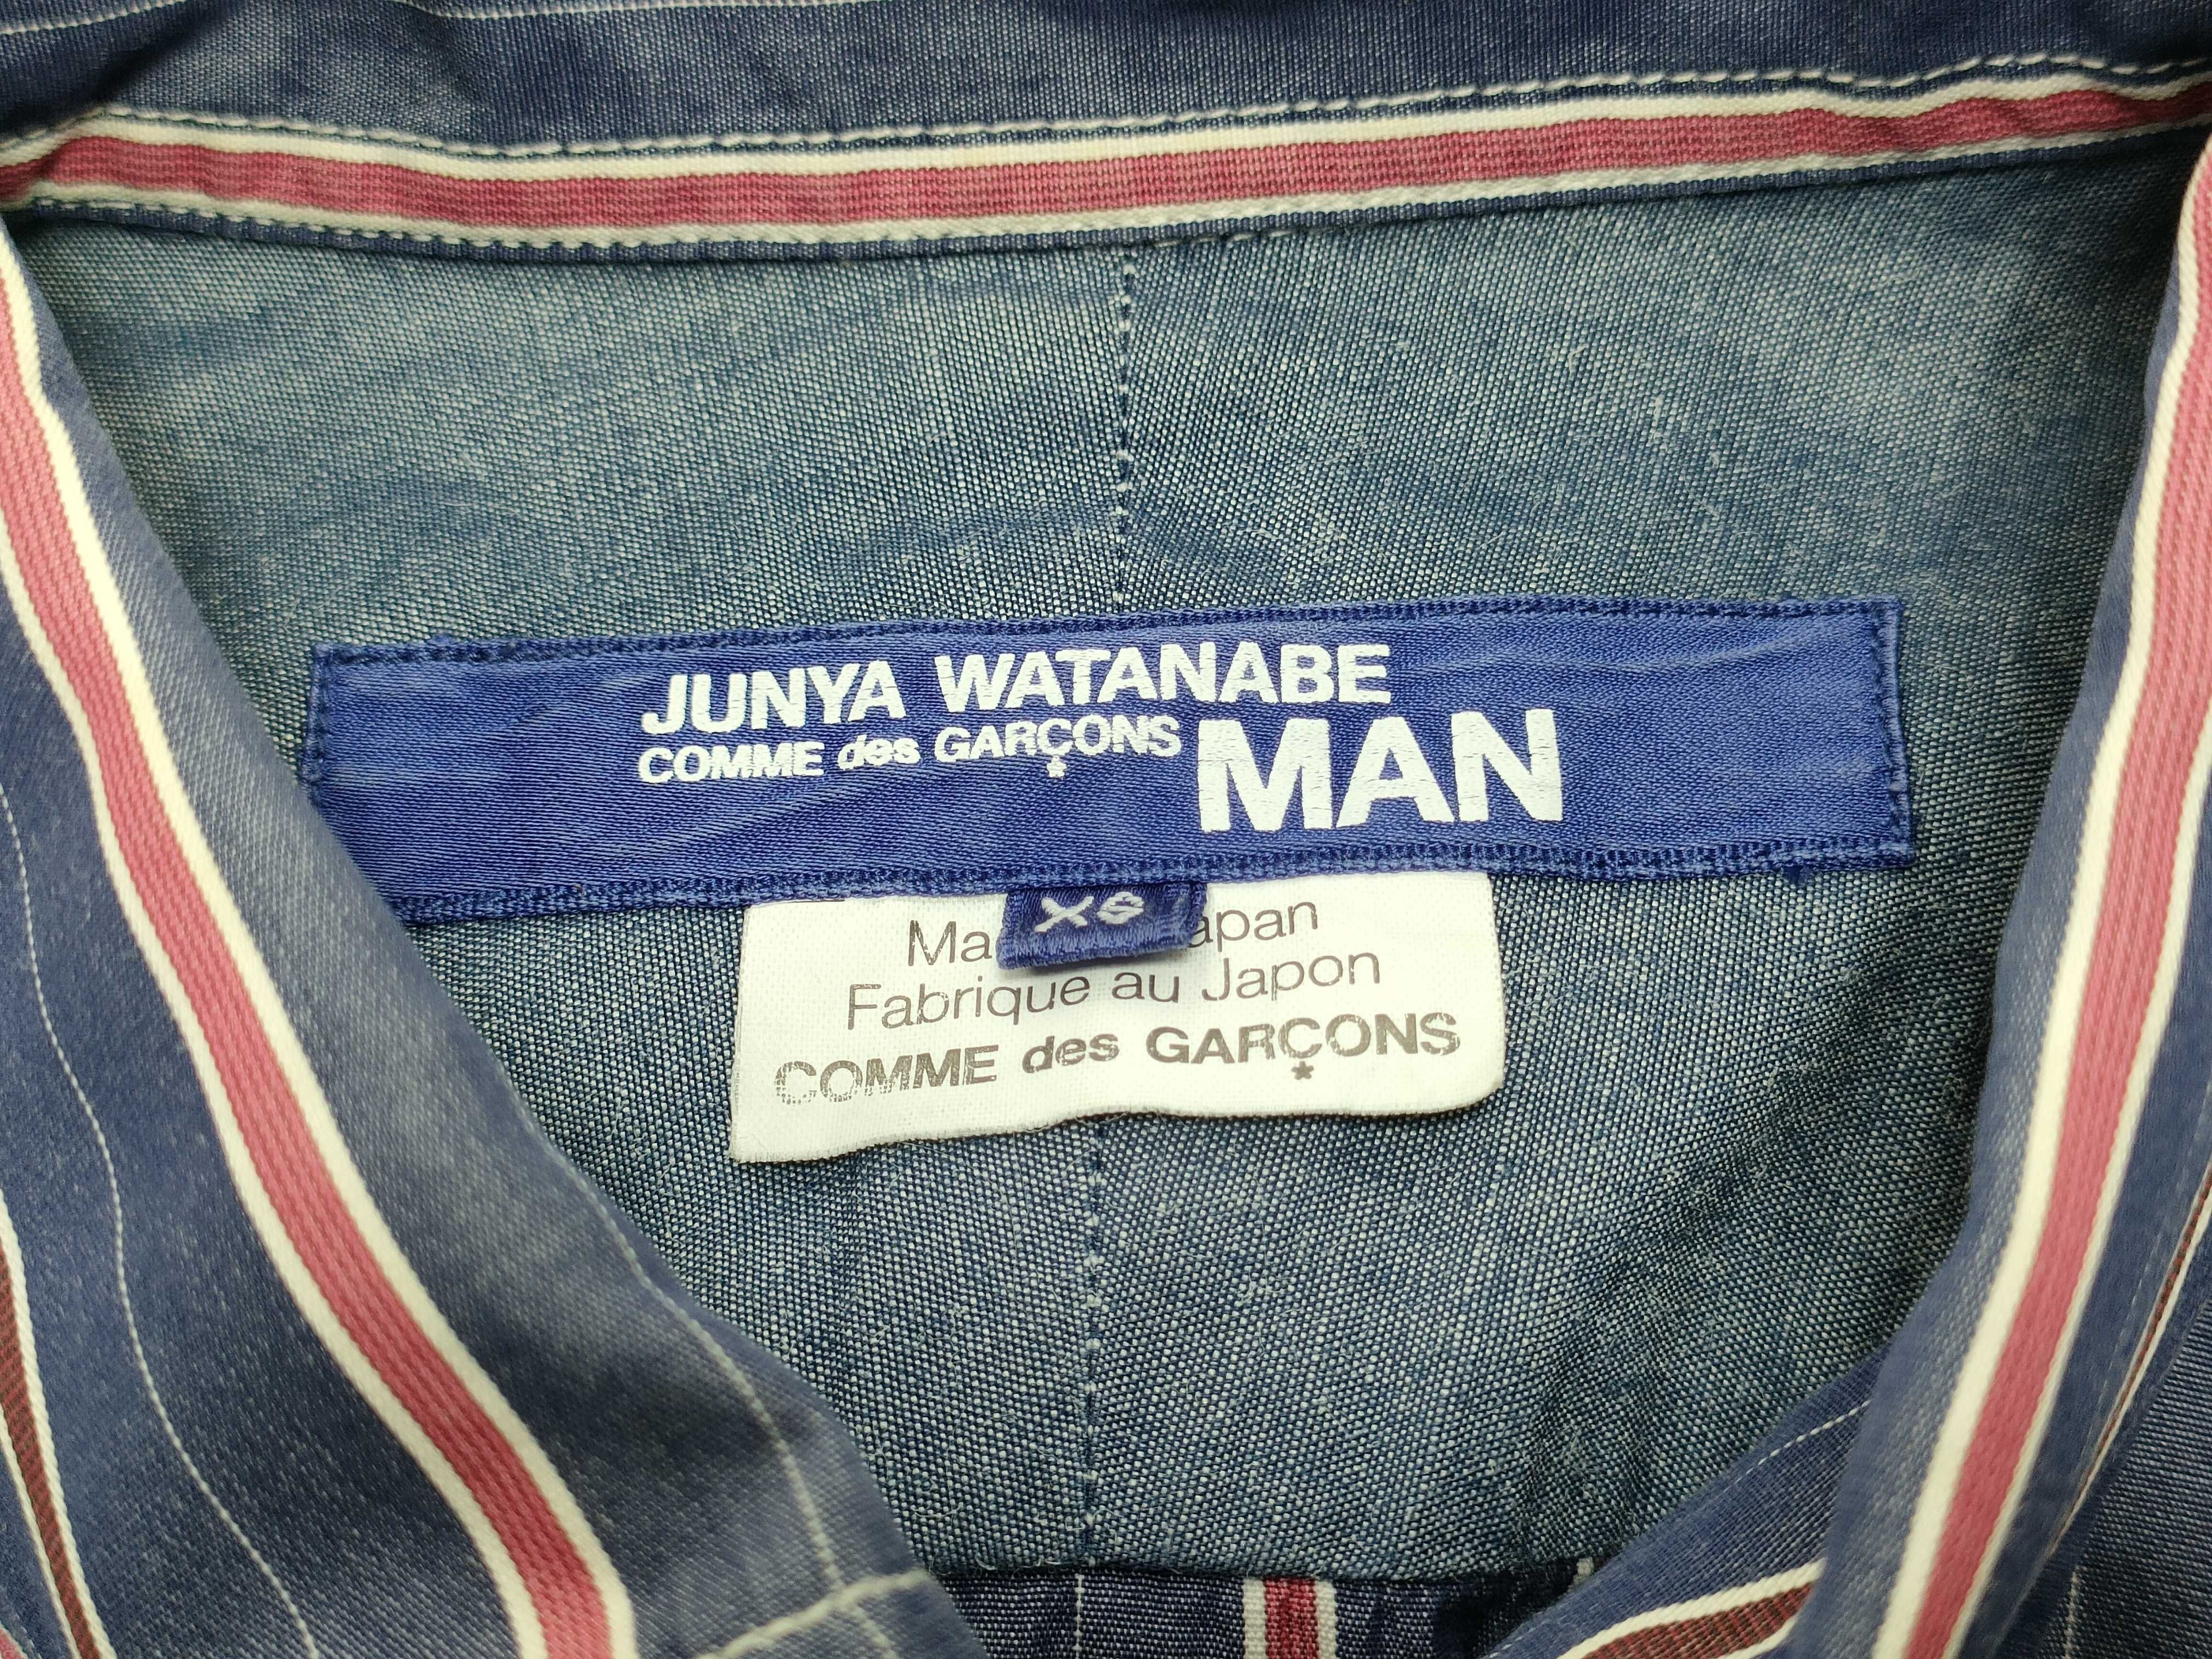 JUNYA WATANABE
COMME des GARÇONS MAN
XS
Ma apan
Fabrique au Japon
COMME des GARÇONS